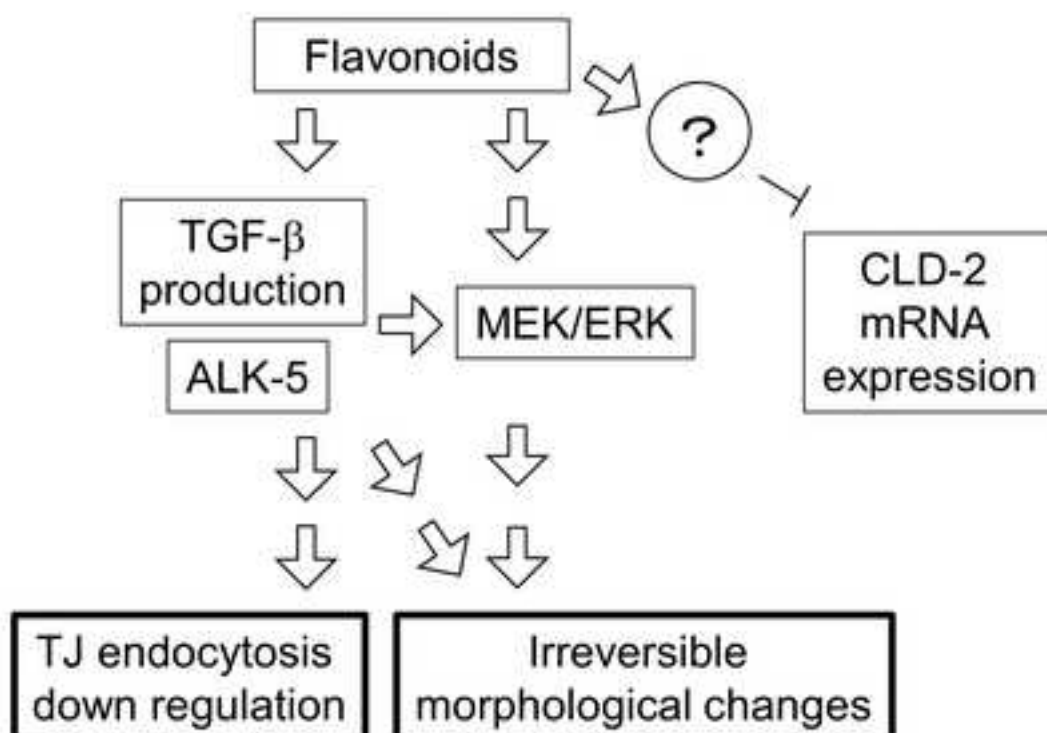 Flavonoids
?
TGF-β
production
ALK-5
MEK/ERK
CLD-2
mRNA
expression
TJ endocytosis
down regulation
Irreversible
morphological changes